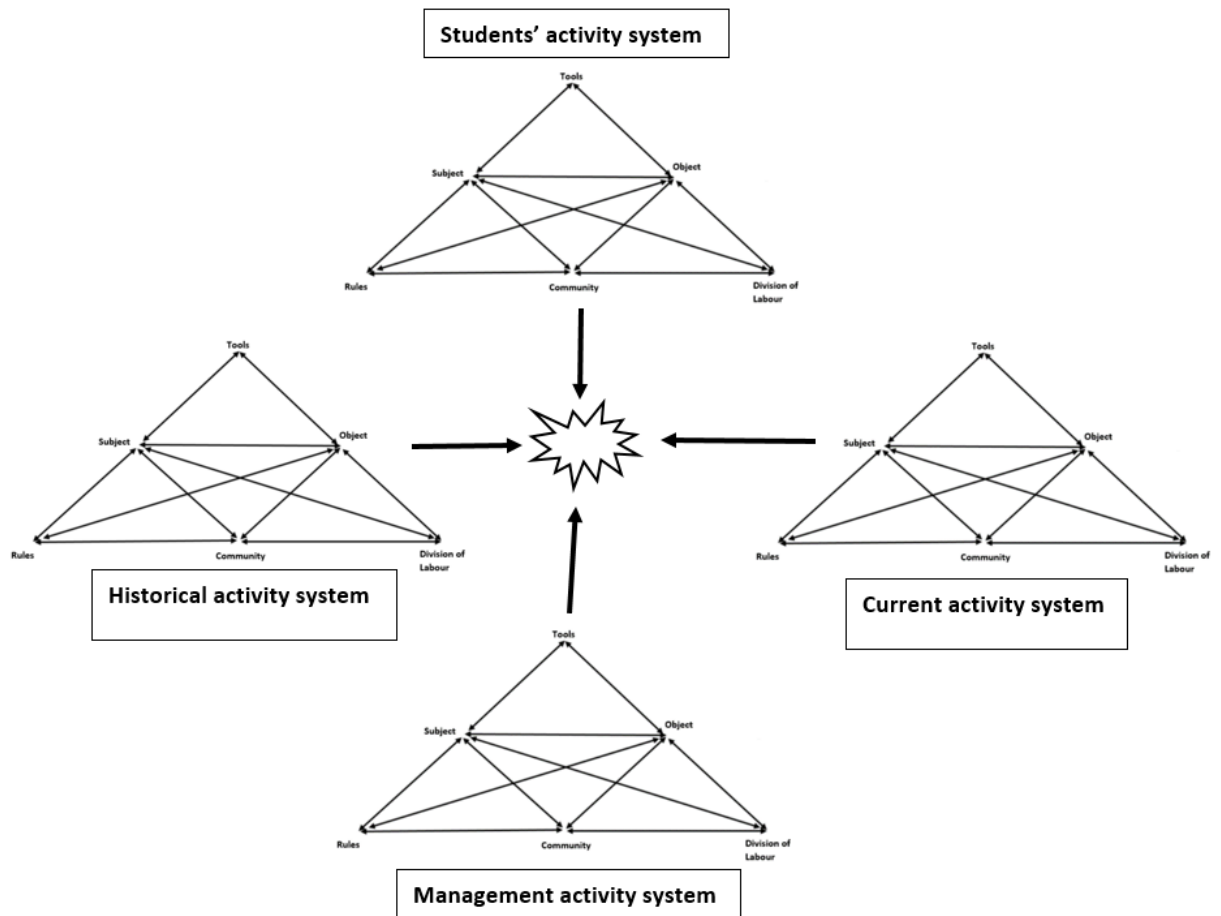 Students' activity system
Tools
Subject
Object
Rules
Community
Division of
Labour
Tools
Subject
Object
Rules
Community
Division of
Labour
Historical activity system
Tools
Subject
Object
Rules
Community
Division of
Labour
Current activity system
Tools
Subject
Object
Rules
Community
Division of
Labour
Management activity system